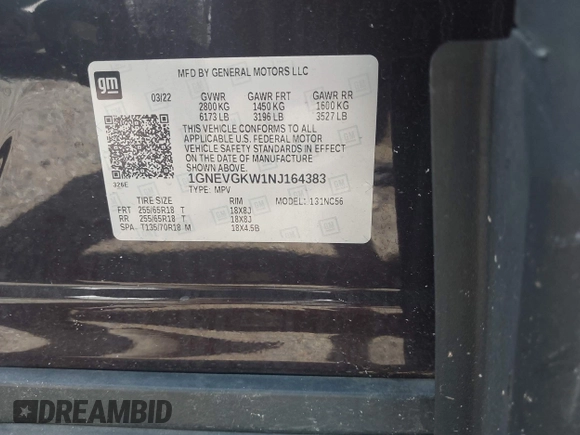 gm
MFD BY GENERAL MOTORS LLC
03/22 GVWR GAWR FRT GAWR RR
2800 KG 1450 KG 1600 KG
6173 LB 3196 LB 3527 LB
THIS VEHICLE CONFORMS TO ALL
APPLICABLE U.S. FEDERAL MOTOR
VEHICLE SAFETY STANDARDS IN EFFECT
ON THE DATE OF MANUFACTURE
SHOWN ABOVE.
326E
1GNEVGKW1NJ164383
TYPE: MPV MODEL: 131NC56
TIRE SIZE RIM
FRT 255/65R18 T 18X8J
RR 255/65R18 T 18X8J
SPA T135/70R18 M 18X4.5B
DREAMBID